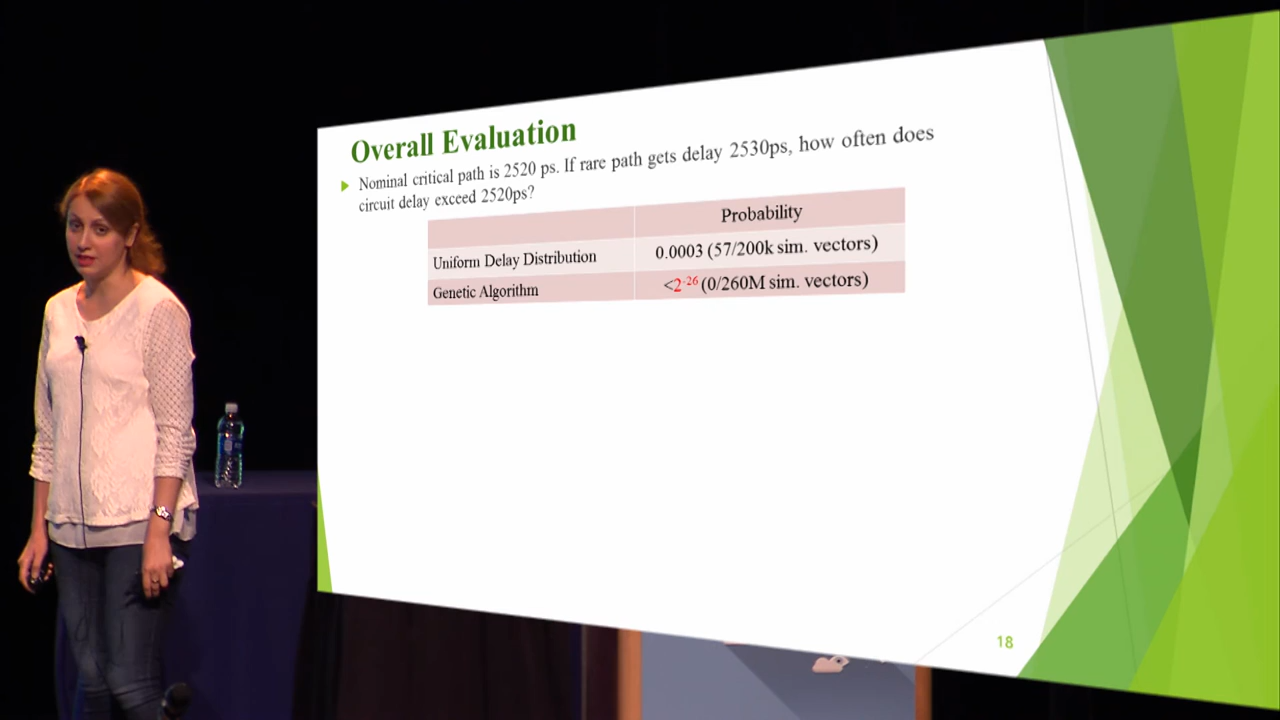 Overall Evaluation
Nominal critical path is 2520 ps. If rare path gets delay 2530ps, how often does
circuit delay exceed 2520ps?
Probability
Uniform Delay Distribution 0.0003 (57/200k sim. vectors)
Genetic Algorithm <2⁻²⁶ (0/260M sim. vectors)
18